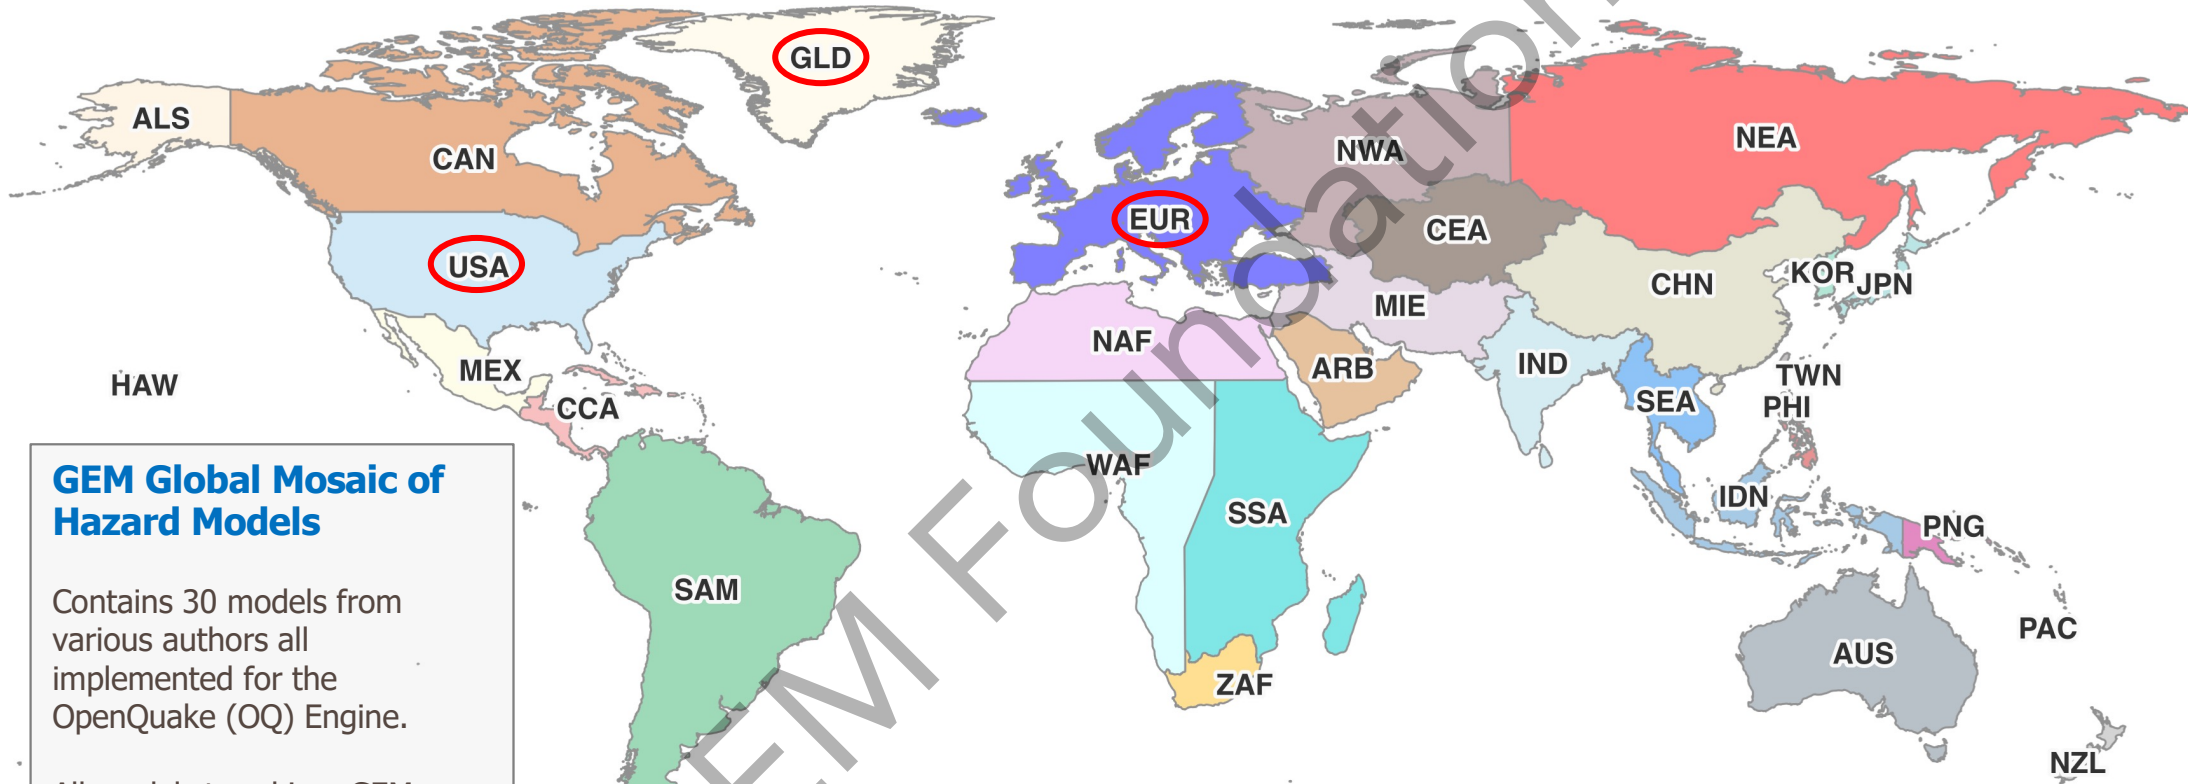 GLD
ALS
CAN
NWA
NEA
EUR
CEA
USA
KOR
JPN
CHN
MIE
NAF
MEX
HAW
ARB
IND
TWN
CCA
SEA
PHI
WAF
IDN
SSA
PNG
SAM
PAC
AUS
ZAF
NZL
GEM Global Mosaic of
Hazard Models
Contains 30 models from
various authors all
implemented for the
OpenQuake (OQ) Engine.
EM Foundation